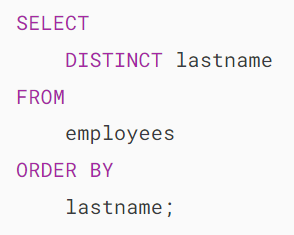 SELECT
    DISTINCT lastname
FROM
    employees
ORDER BY
    lastname;